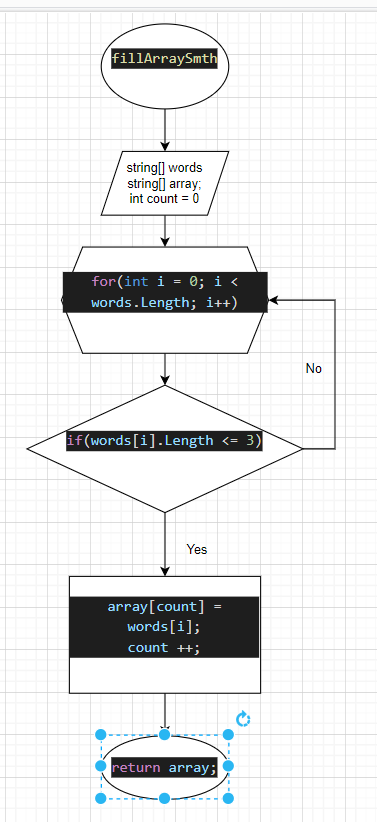 fillArraySmth
string[] words
string[] array;
int count = 0
for(int i = 0; i <
words.Length; i++)
No
if(words[i].Length <= 3)
Yes
array[count] =
words[i];
count ++;
return array;